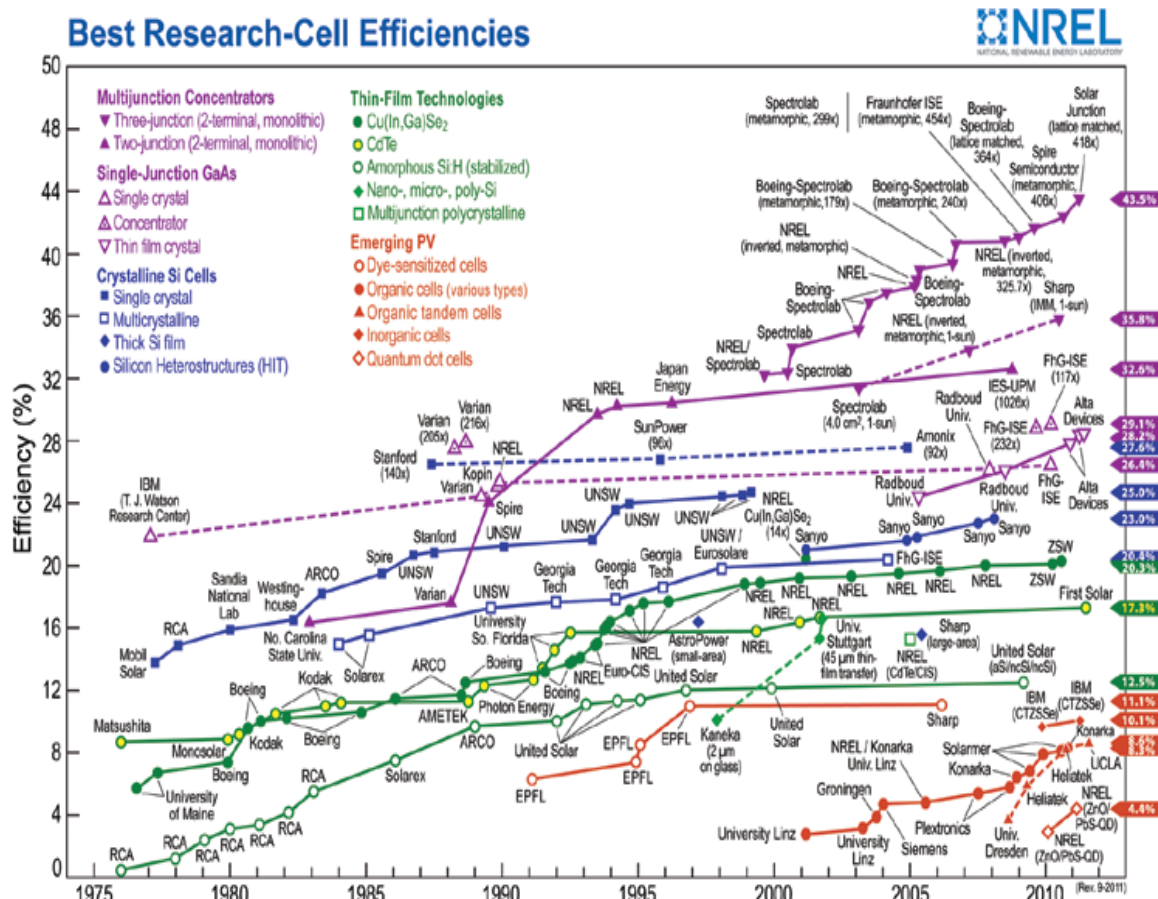 Best Research-Cell Efficiencies
NREL
NATIONAL RENEWABLE ENERGY LABORATORY
Efficiency (%)
50
48
44
40
36
32
28
24
20
16
12
8
4
0
Multijunction Concentrators
Three-junction (2-terminal, monolithic)
Two-junction (2-terminal, monolithic)
Single-Junction GaAs
Single crystal
Concentrator
Thin film crystal
Crystalline Si Cells
Single crystal
Multicrystalline
Thick Si film
Silicon Heterostructures (HIT)
Thin-Film Technologies
Cu(In,Ga)Se2
CdTe
Amorphous Si:H (stabilized)
Nano-, micro-, poly-Si
Multijunction polycrystalline
Emerging PV
Dye-sensitized cells
Organic cells (various types)
Organic tandem cells
Inorganic cells
Quantum dot cells
Spectrolab
(metamorphic, 299x)
Fraunhofer ISE
(metamorphic, 454x)
Boeing-
Spectrolab
(lattice matched,
364x)
Solar
Junction
(lattice matched,
418x)
Spire
Semiconductor
(metamorphic,
406x)
Boeing-Spectrolab
(metamorphic,179x)
Boeing-Spectrolab
(metamorphic, 240x)
NREL
(inverted, metamorphic)
NREL
Boeing-
Spectrolab
Boeing-
Spectrolab
NREL (inverted,
metamorphic,
325.7x)
NREL (inverted,
metamorphic,1-sun)
Sharp
(IMM, 1-sun)
NREL/
Spectrolab
Spectrolab
Spectrolab
Spectrolab
(4.0 cm2, 1-sun)
Japan
Energy
NREL
NREL
IES-UPM
(1026x)
FhG-ISE
(117x)
FhG-ISE
(232x)
Radboud
Univ.
Alta
Devices
Varian
(205x)
Varian
(216x)
Stanford
(140x)
Kopin
Varian
NREL
SunPower
(96x)
Amonix
(92x)
Radboud
Univ.
Radboud
Univ.
FhG-
ISE
Alta
Devices
IBM
(T. J. Watson
Research Center)
Spire
UNSW
UNSW
UNSW
NREL
Cu(In,Ga)Se2
(14x)
Sanyo
Sanyo
Sanyo
Sanyo
Sanyo
Mobil
Solar
RCA
Sandia
National
Lab
Westing-
house
ARCO
Spire
Stanford
UNSW
UNSW
UNSW
UNSW /
Eurosolare
FhG-ISE
Varian
No. Carolina
State Univ.
Solarex
UNSW
Georgia
Tech
Georgia
Tech
Georgia
Tech
ZSW
ZSW
NREL
NREL
NREL
NREL
NREL
NREL
First Solar
University
So. Florida
NREL
NREL
NREL
NREL
NREL
Euro-CIS
Boeing
AstroPower
(small-area)
Univ.
Stuttgart
(45 µm thin-
film transfer)
NREL
(CdTe/CIS)
Sharp
(large-area)
United Solar
(aSi/ncSi/ncSi)
Matsushita
Monosolar
Boeing
Kodak
Kodak
Boeing
Boeing
ARCO
Boeing
AMETEK
Photon Energy
University
of Maine
Solarex
ARCO
United Solar
United Solar
United
Solar
EPFL
EPFL
EPFL
Sharp
Kaneka
(2 µm
on glass)
RCA
RCA
RCA
RCA
RCA
RCA
RCA
IBM
(CTZSSe)
IBM
(CTZSSe)
Konarka
UCLA
Solarmer
Konarka
Heliatek
Heliatek
NREL / Konarka
Univ. Linz
Groningen
University Linz
University
Linz
Siemens
Plextronics
Univ.
Dresden
NREL
(ZnO/
PbS-QD)
NREL
(ZnO/PbS-QD)
43.5%
35.8%
32.6%
29.1%
28.2%
27.6%
26.4%
25.0%
23.0%
20.4%
20.3%
17.3%
12.5%
11.1%
10.1%
4.4%
1975
1980
1985
1990
1995
2000
2005
2010
(Rev. 9-2011)